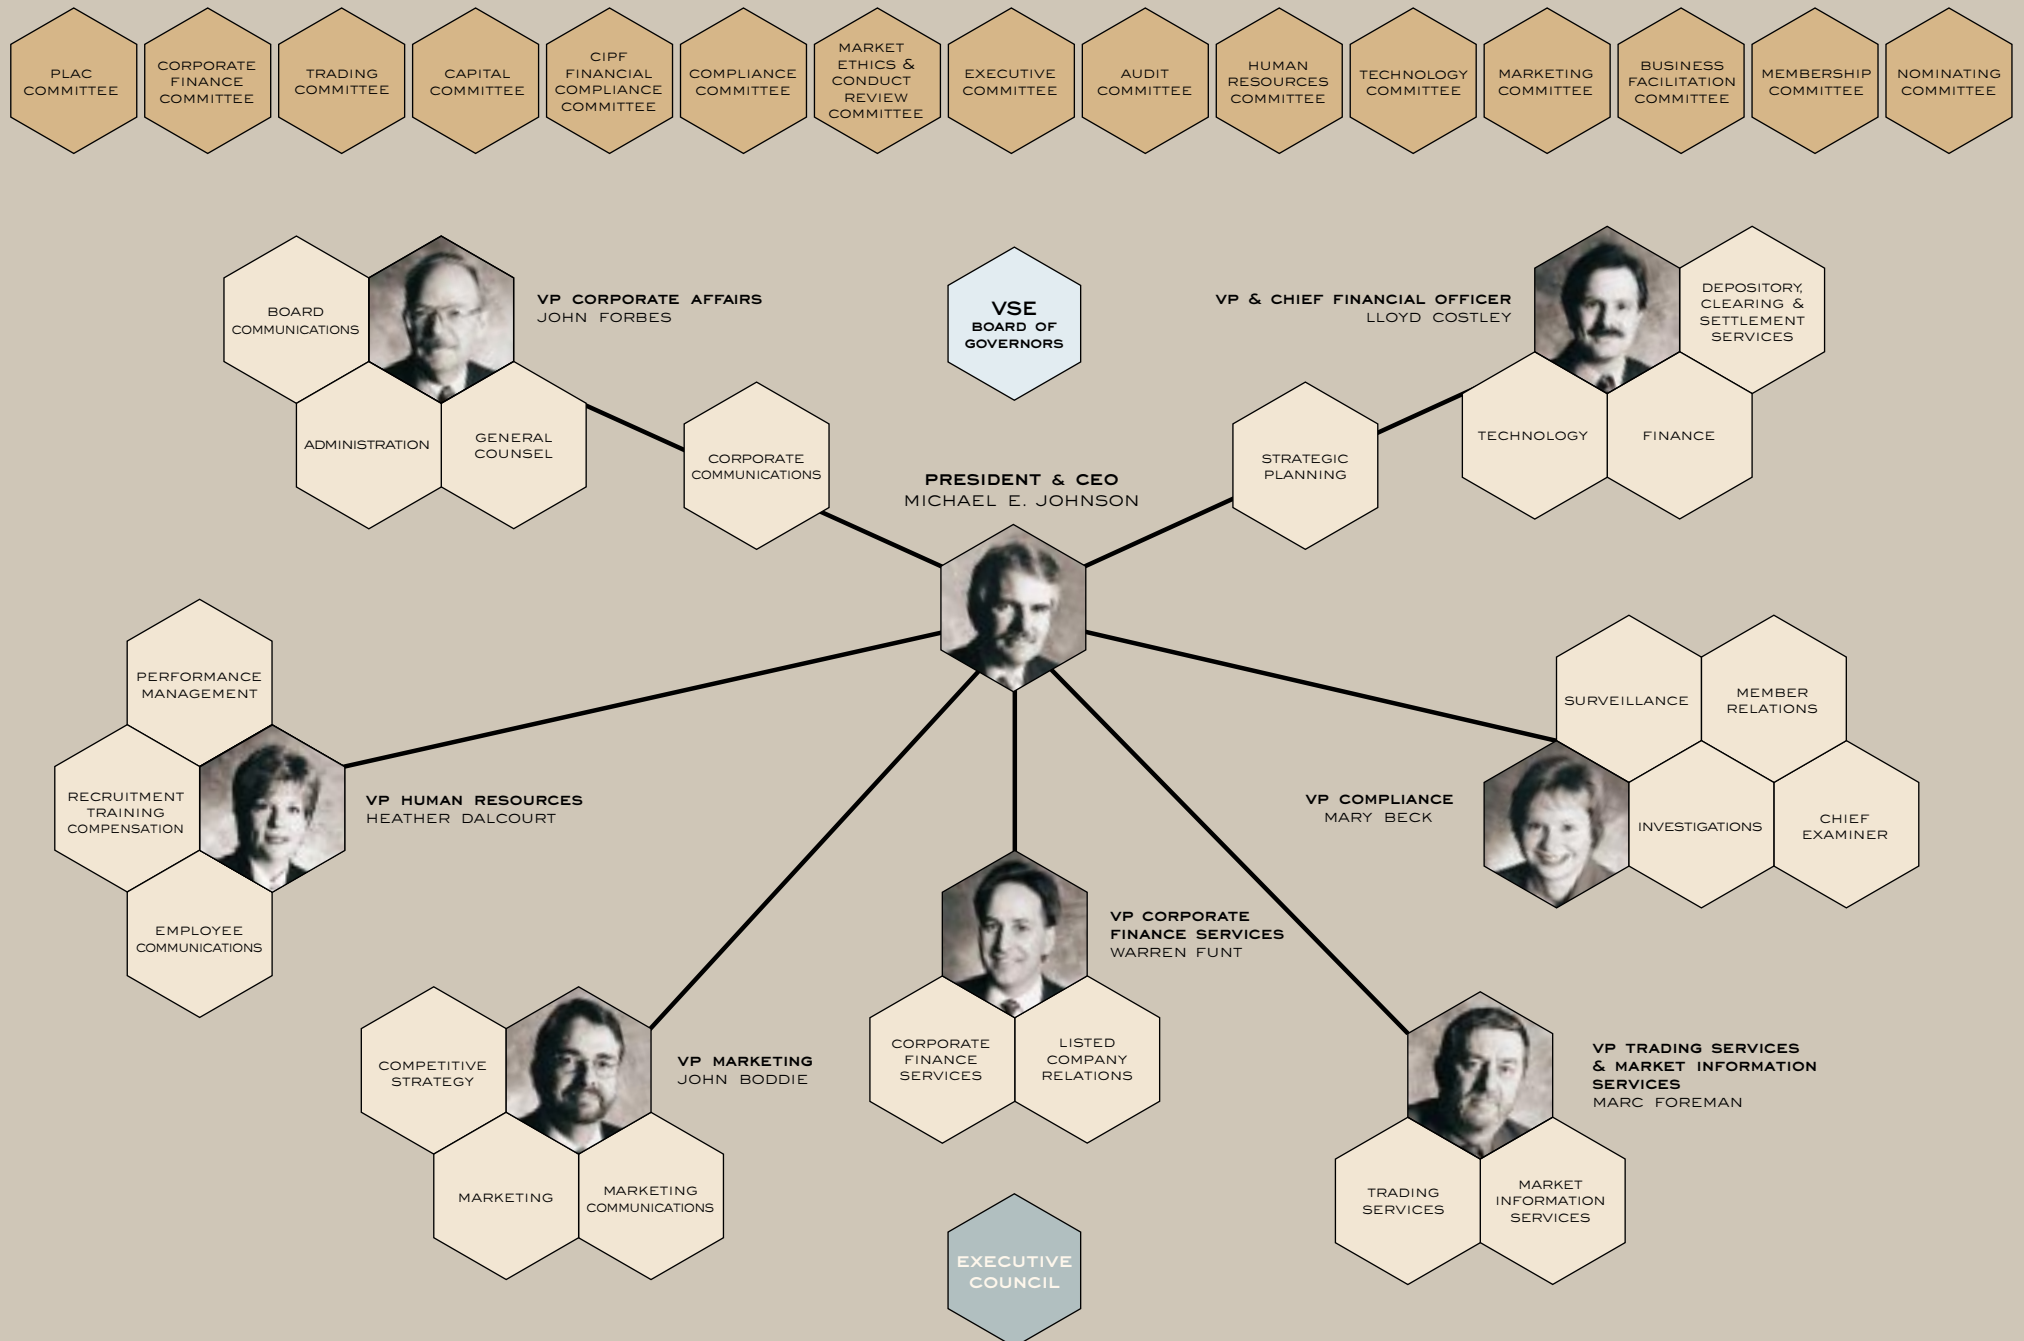 PLAC
COMMITTEE
CORPORATE
FINANCE
COMMITTEE
TRADING
COMMITTEE
CAPITAL
COMMITTEE
CIPF
FINANCIAL
COMPLIANCE
COMMITTEE
COMPLIANCE
COMMITTEE
MARKET
ETHICS &
CONDUCT
REVIEW
COMMITTEE
EXECUTIVE
COMMITTEE
AUDIT
COMMITTEE
HUMAN
RESOURCES
COMMITTEE
TECHNOLOGY
COMMITTEE
MARKETING
COMMITTEE
BUSINESS
FACILITATION
COMMITTEE
MEMBERSHIP
COMMITTEE
NOMINATING
COMMITTEE
BOARD
COMMUNICATIONS
VP CORPORATE AFFAIRS
JOHN FORBES
ADMINISTRATION
GENERAL
COUNSEL
CORPORATE
COMMUNICATIONS
VSE
BOARD OF
GOVERNORS
VP & CHIEF FINANCIAL OFFICER
LLOYD COSTLEY
DEPOSITORY,
CLEARING &
SETTLEMENT
SERVICES
STRATEGIC
PLANNING
TECHNOLOGY
FINANCE
PRESIDENT & CEO
MICHAEL E. JOHNSON
PERFORMANCE
MANAGEMENT
RECRUITMENT
TRAINING
COMPENSATION
VP HUMAN RESOURCES
HEATHER DALCOURT
EMPLOYEE
COMMUNICATIONS
SURVEILLANCE
MEMBER
RELATIONS
VP COMPLIANCE
MARY BECK
INVESTIGATIONS
CHIEF
EXAMINER
VP CORPORATE
FINANCE SERVICES
WARREN FUNT
CORPORATE
FINANCE
SERVICES
LISTED
COMPANY
RELATIONS
COMPETITIVE
STRATEGY
VP MARKETING
JOHN BODDIE
MARKETING
MARKETING
COMMUNICATIONS
VP TRADING SERVICES
& MARKET INFORMATION
SERVICES
MARC FOREMAN
TRADING
SERVICES
MARKET
INFORMATION
SERVICES
EXECUTIVE
COUNCIL